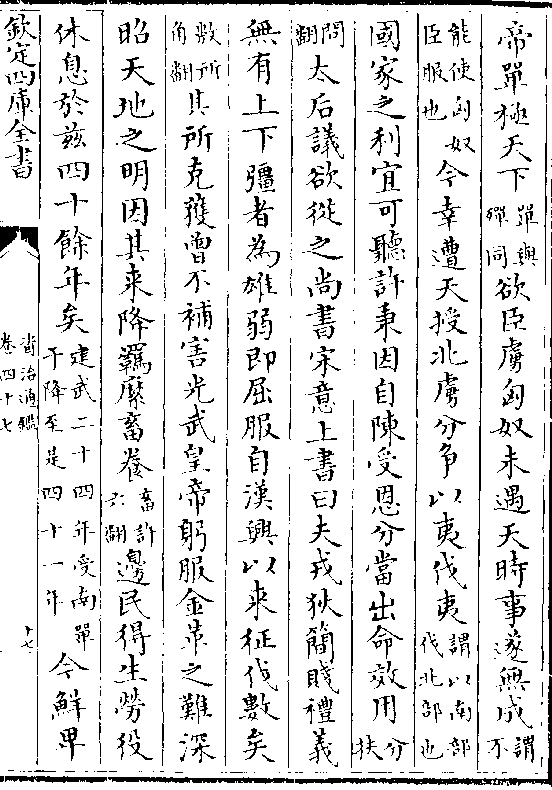 帝單極天下單與殫同欲臣虜匈奴未遇天時事遂無成謂不
能使匈奴臣服也今幸遭天授北虜分爭以夷伐夷謂以南部伐北部也
國家之利宜可聽許秉因自陳受恩分當出命效用分扶
問翻太后議欲從之尚書宋意上書曰夫戎狄簡賤禮義
無有上下彊者為雄弱即屈服自漢興以來征伐數矣
數所角翻其所克獲曾不補害光武皇帝躬服金革之難深
昭天地之明因其来降羈縻畜養畜許六翻邊民得生勞役
休息於兹四十餘年矣建武二十四年受南單于降至是四十一年今鮮卑
欽定四庫全書
資治通鑑
卷四十七
十七